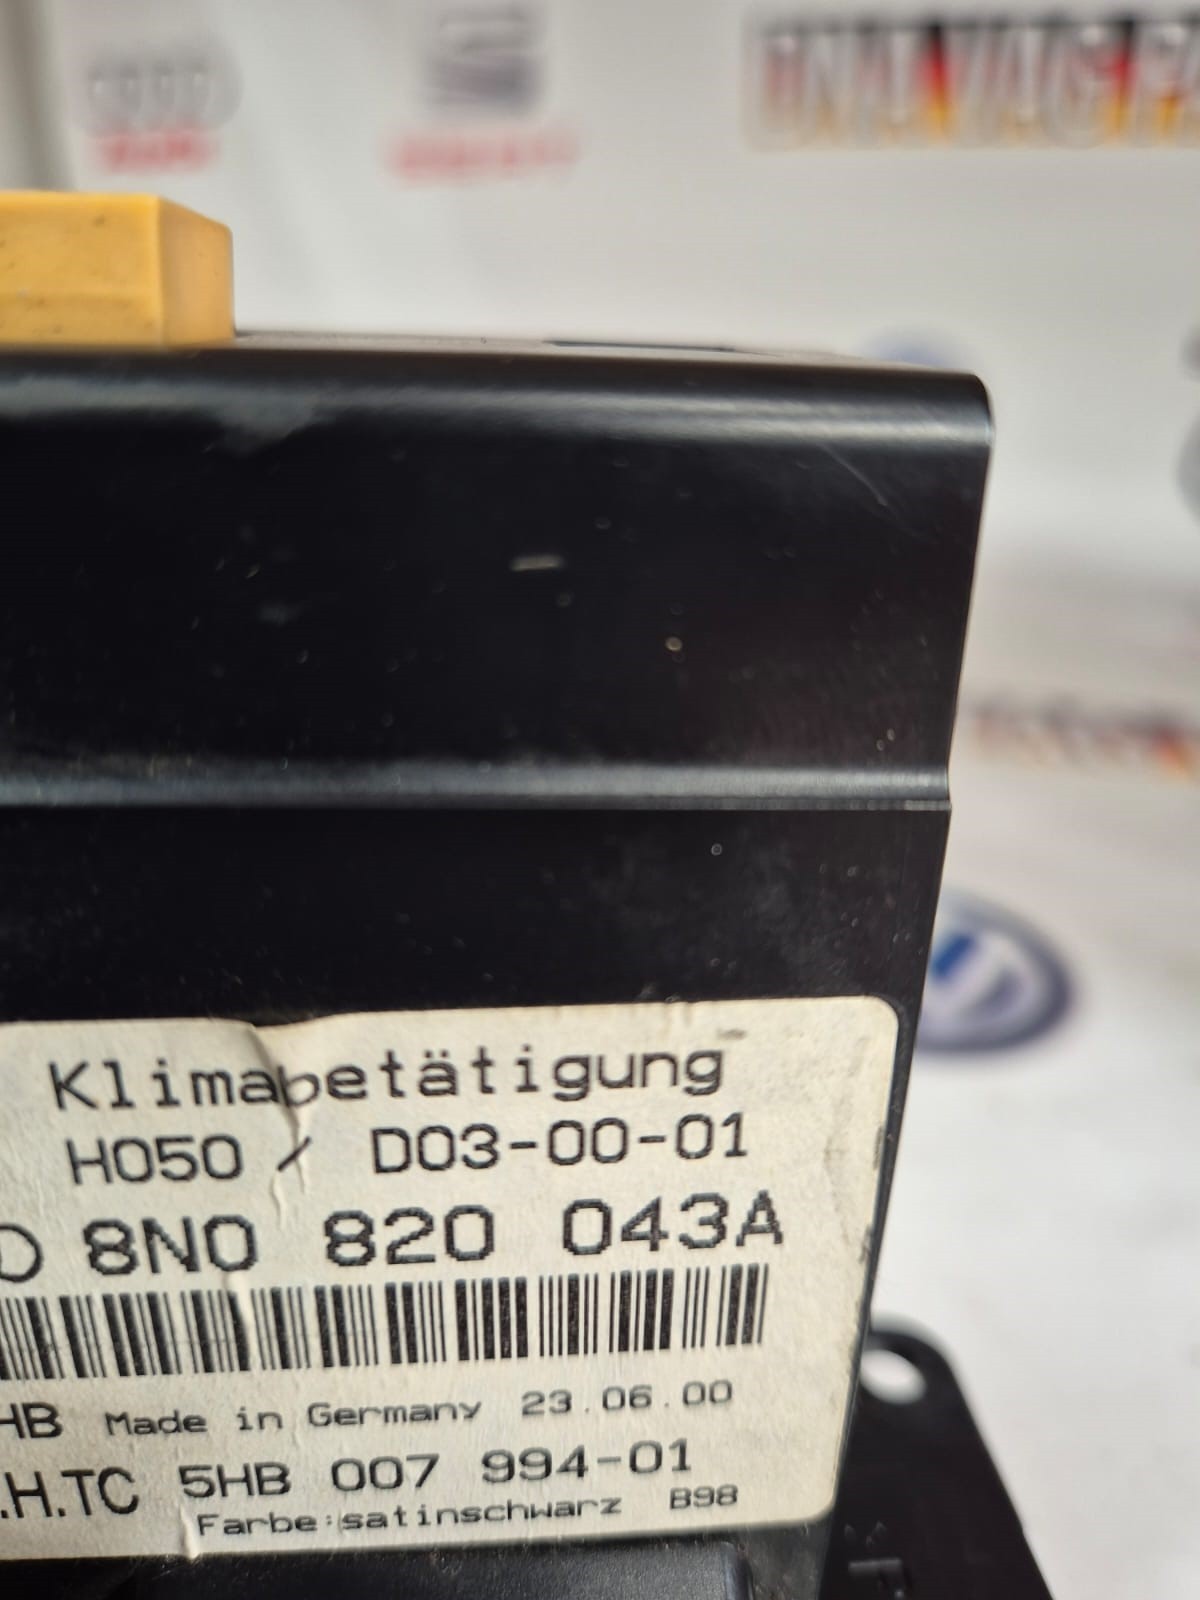 Klimabetätigung
H050 / D03-00-01
D 8N0 820 043A
HB Made in Germany 23.06.00
.H.TC 5HB 007 994-01
Farbe:satinschwarz B98